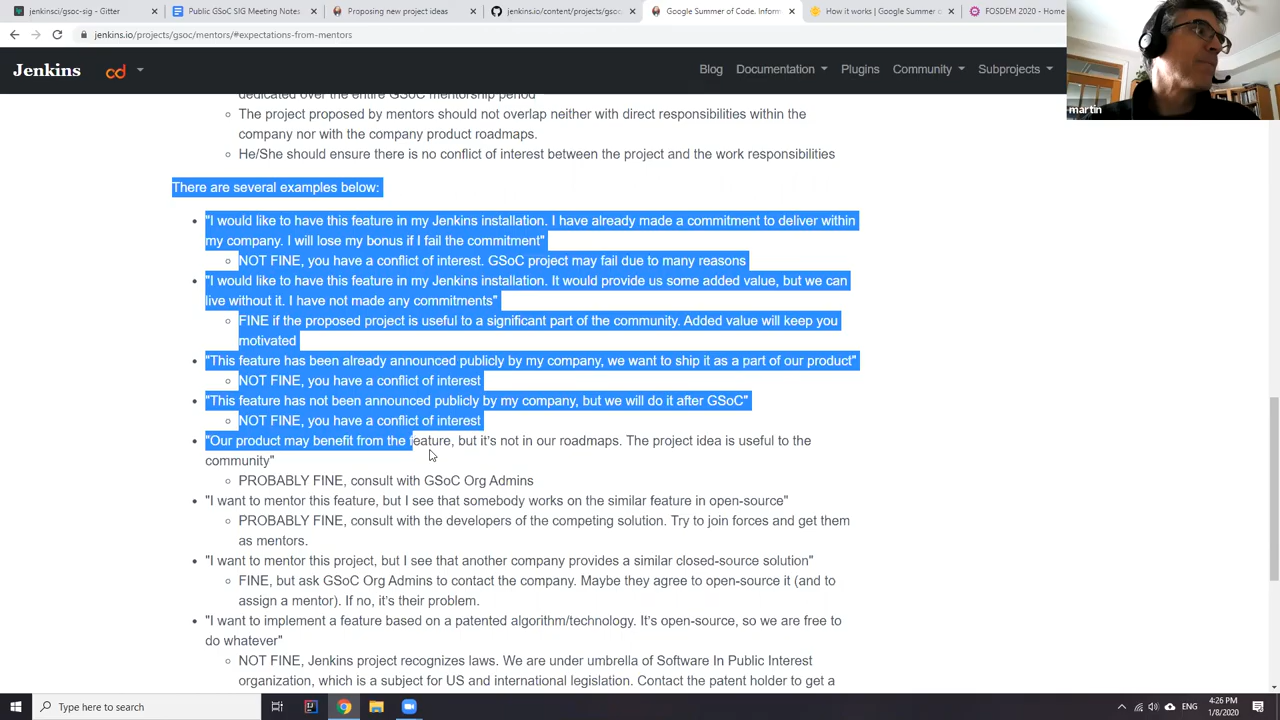 jenkinsci/gsoc-sig - Gitter
Public GSoC SIG Meeting Notes
Proposing new project ideas
jenkins.io/content/projects/gso
Google Summer of Code. Inform
How it works | Google Summer o
FOSDEM 2020 - Home
jenkins.io/projects/gsoc/mentors/#expectations-from-mentors
Jenkins
cd
Blog
Documentation
Plugins
Community
Subprojects
martin
dedicated over the entire GSoC mentorship period
The project proposed by mentors should not overlap neither with direct responsibilities within the
company nor with the company product roadmaps.
He/She should ensure there is no conflict of interest between the project and the work responsibilities
There are several examples below:
"I would like to have this feature in my Jenkins installation. I have already made a commitment to deliver within
my company. I will lose my bonus if I fail the commitment"
NOT FINE, you have a conflict of interest. GSoC project may fail due to many reasons
"I would like to have this feature in my Jenkins installation. It would provide us some added value, but we can
live without it. I have not made any commitments"
FINE if the proposed project is useful to a significant part of the community. Added value will keep you
motivated
"This feature has been already announced publicly by my company, we want to ship it as a part of our product"
NOT FINE, you have a conflict of interest
"This feature has not been announced publicly by my company, but we will do it after GSoC"
NOT FINE, you have a conflict of interest
"Our product may benefit from the feature, but it's not in our roadmaps. The project idea is useful to the
community"
PROBABLY FINE, consult with GSoC Org Admins
"I want to mentor this feature, but I see that somebody works on the similar feature in open-source"
PROBABLY FINE, consult with the developers of the competing solution. Try to join forces and get them
as mentors.
"I want to mentor this project, but I see that another company provides a similar closed-source solution"
FINE, but ask GSoC Org Admins to contact the company. Maybe they agree to open-source it (and to
assign a mentor). If no, it's their problem.
"I want to implement a feature based on a patented algorithm/technology. It's open-source, so we are free to
do whatever"
NOT FINE, Jenkins project recognizes laws. We are under umbrella of Software In Public Interest
organization, which is a subject for US and international legislation. Contact the patent holder to get a
Type here to search
ENG
4:26 PM
1/8/2020